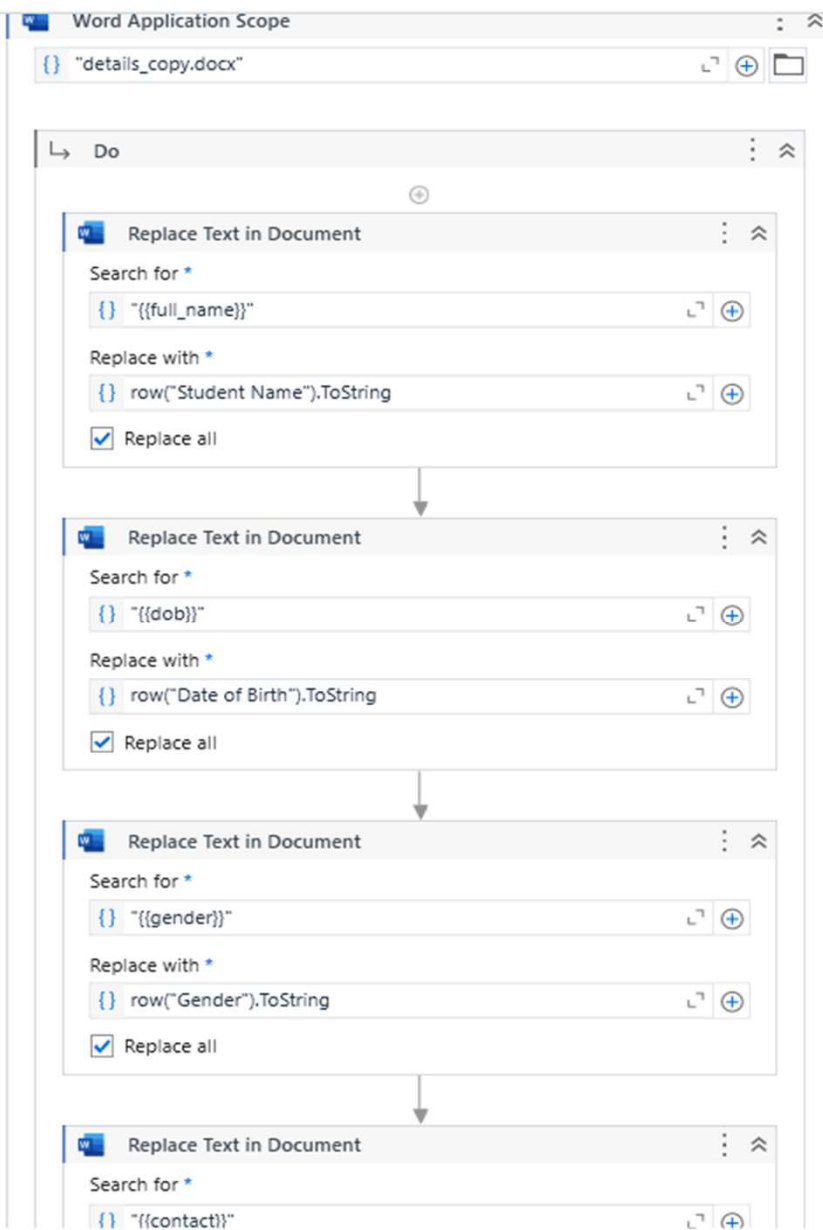 Word Application Scope
{} "details_copy.docx"
Do
Replace Text in Document
Search for *
{} "{{full_name}}"
Replace with *
{} row("Student Name").ToString
Replace all
Replace Text in Document
Search for *
{} "{{dob}}"
Replace with *
{} row("Date of Birth").ToString
Replace all
Replace Text in Document
Search for *
{} "{{gender}}"
Replace with *
{} row("Gender").ToString
Replace all
Replace Text in Document
Search for *
{} "{{contact}}"